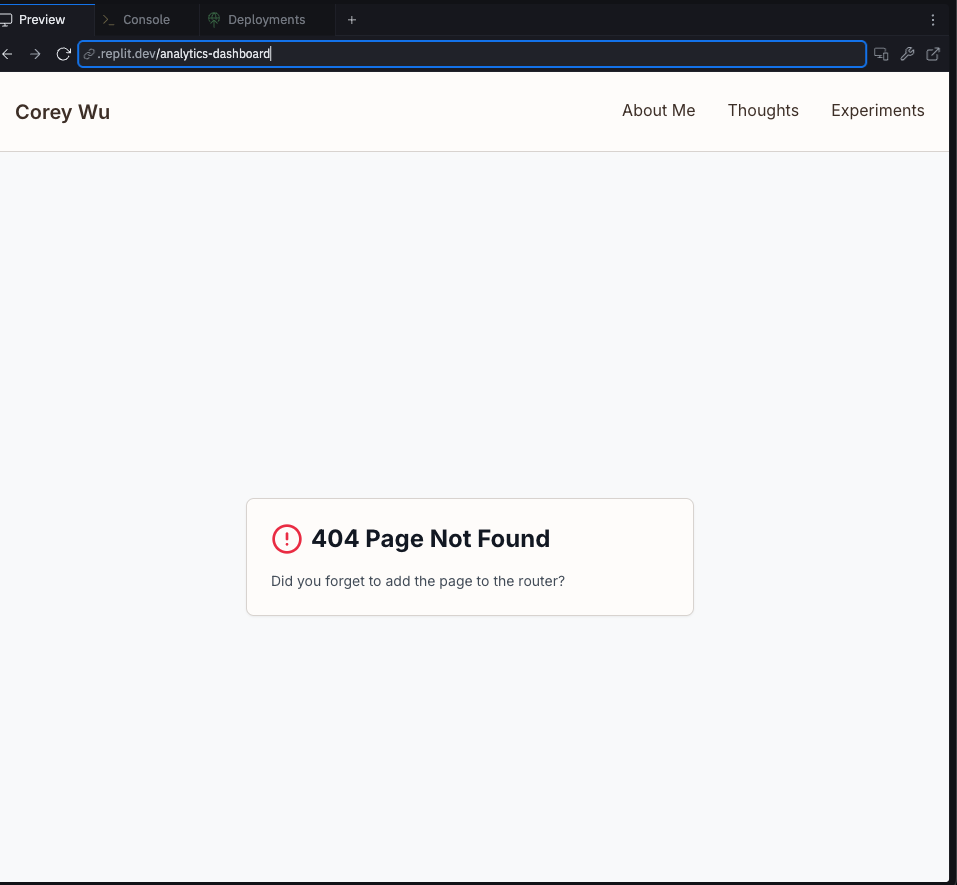 Preview
>_ Console
Deployments
+
.replit.dev/analytics-dashboard
Corey Wu
About Me
Thoughts
Experiments
404 Page Not Found
Did you forget to add the page to the router?